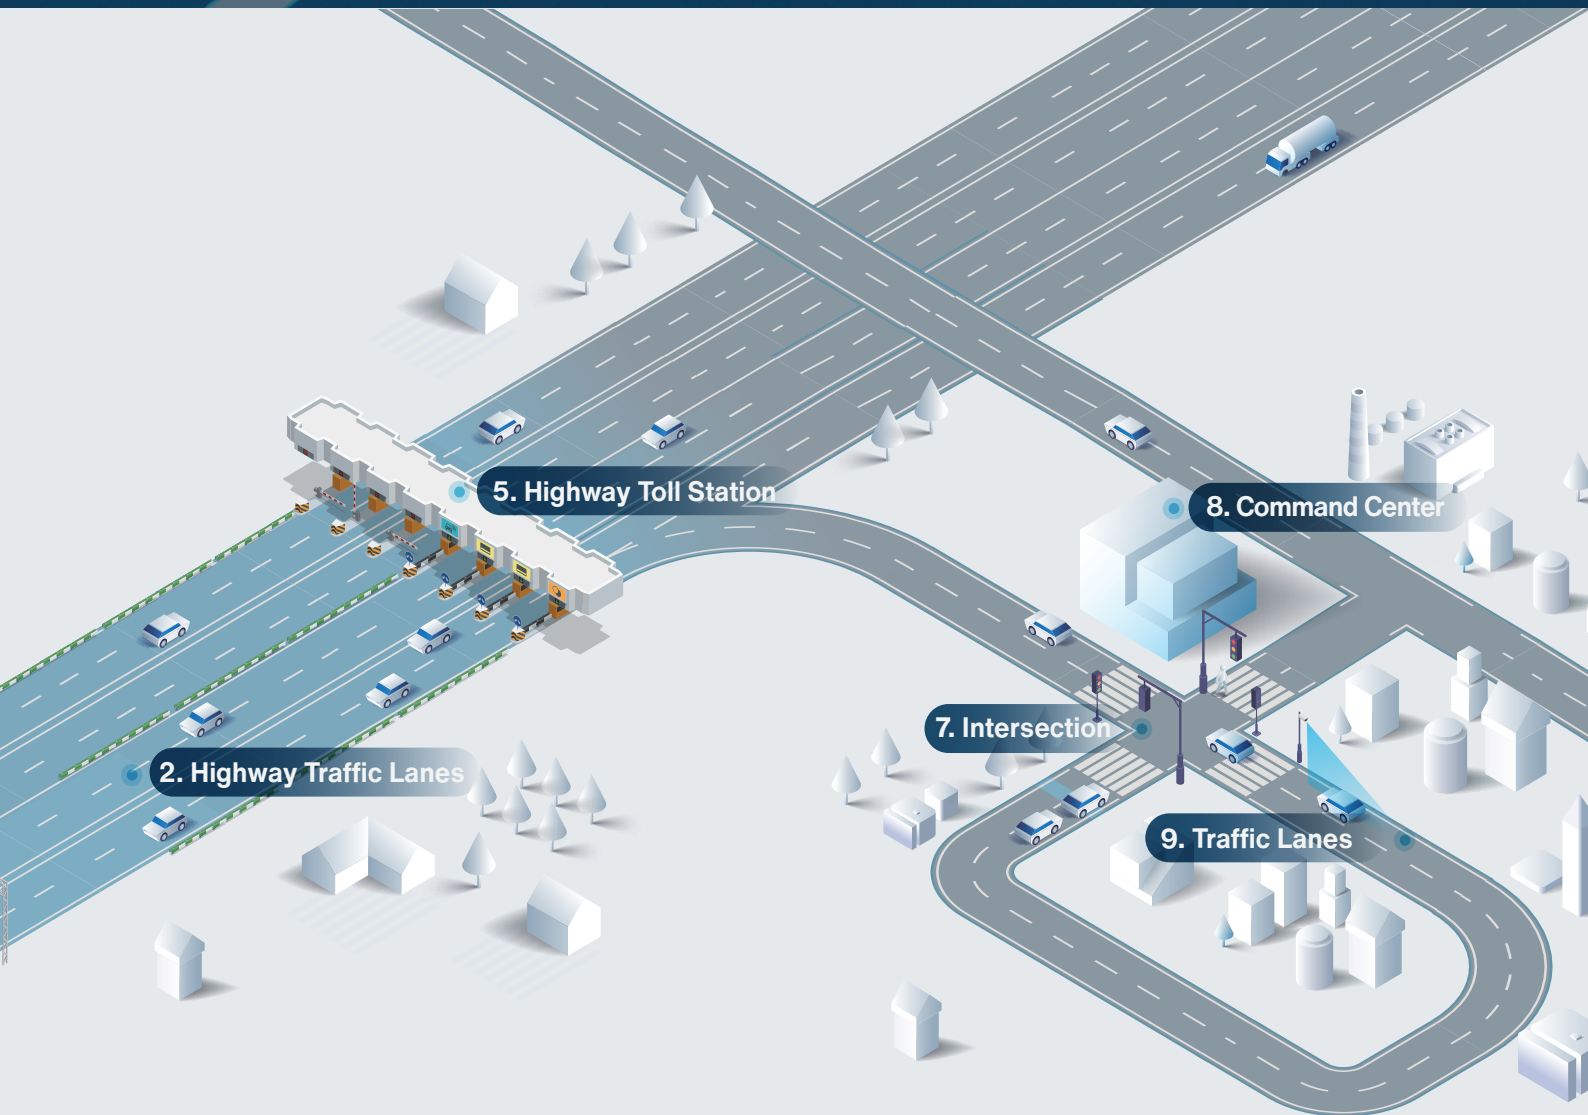 5. Highway Toll Station
8. Command Center
7. Intersection
2. Highway Traffic Lanes
9. Traffic Lanes